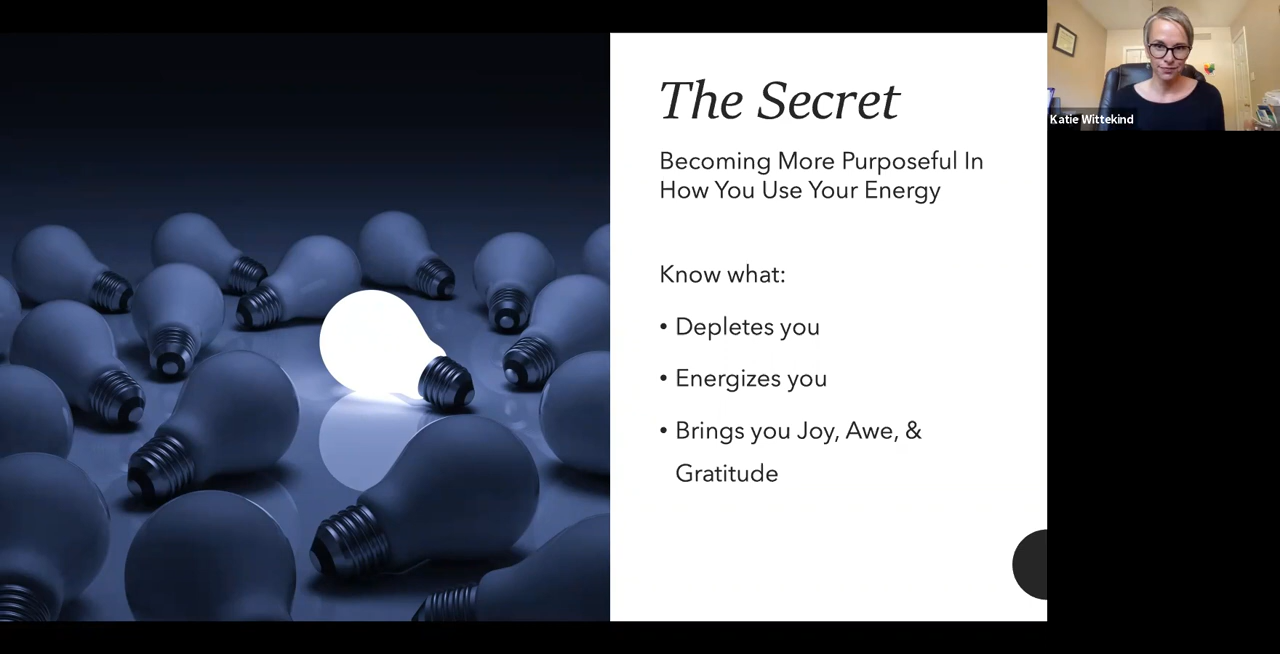 The Secret
Becoming More Purposeful In
How You Use Your Energy
Know what:
• Depletes you
• Energizes you
• Brings you Joy, Awe, &
Gratitude
Katie Wittekind